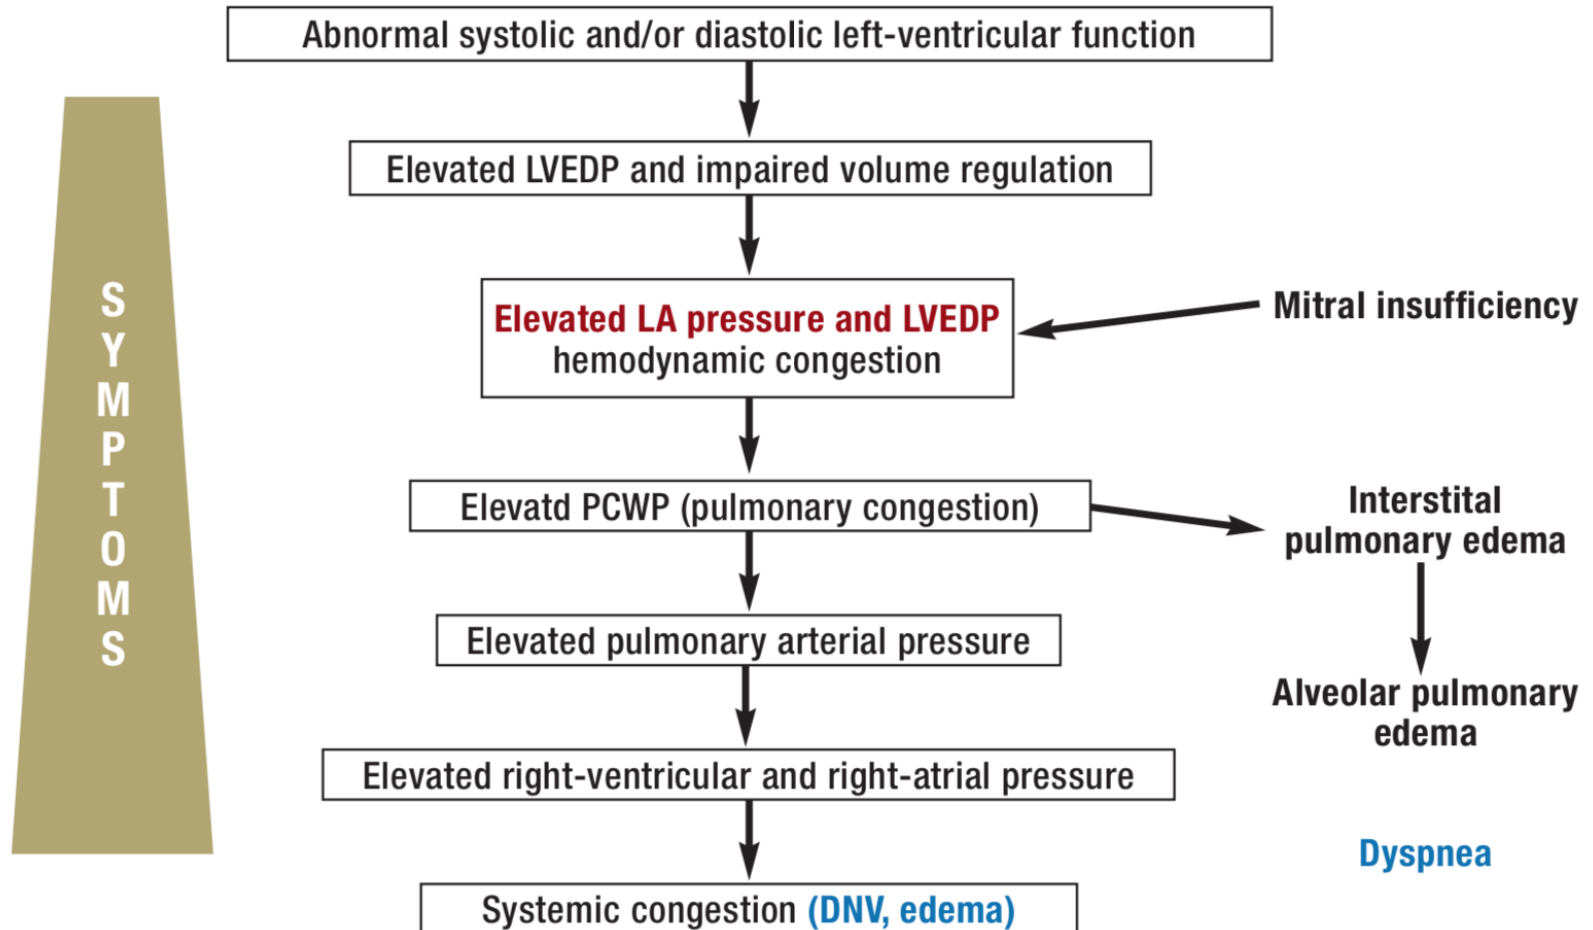 Abnormal systolic and/or diastolic left-ventricular function
Elevated LVEDP and impaired volume regulation
Elevated LA pressure and LVEDP
hemodynamic congestion
Mitral insufficiency
Elevatd PCWP (pulmonary congestion)
Interstital
pulmonary edema
Elevated pulmonary arterial pressure
Alveolar pulmonary
edema
Elevated right-ventricular and right-atrial pressure
Dyspnea
Systemic congestion (DNV, edema)
S
Y
M
P
T
O
M
S